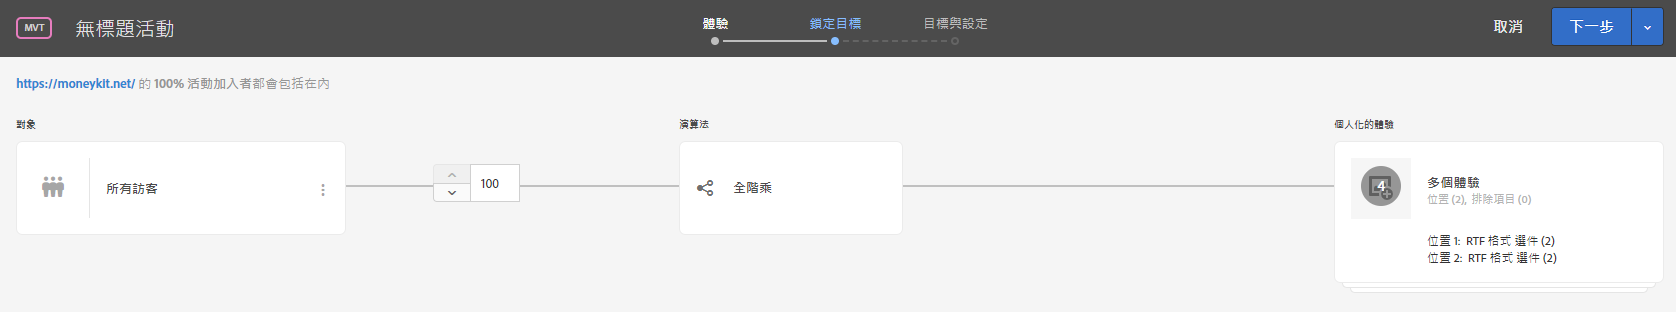 MVT 無標題活動 體驗 鎖定目標 目標與設定 取消 下一步
https://moneykit.net/ 的 100% 活動加入者都會包括在內
對象 演算法 個人化的體驗
所有訪客 100 全階乘 4 多個體驗
位置 (2), 排除項目 (0)
位置 1: RTF 格式 選件 (2)
位置 2: RTF 格式 選件 (2)